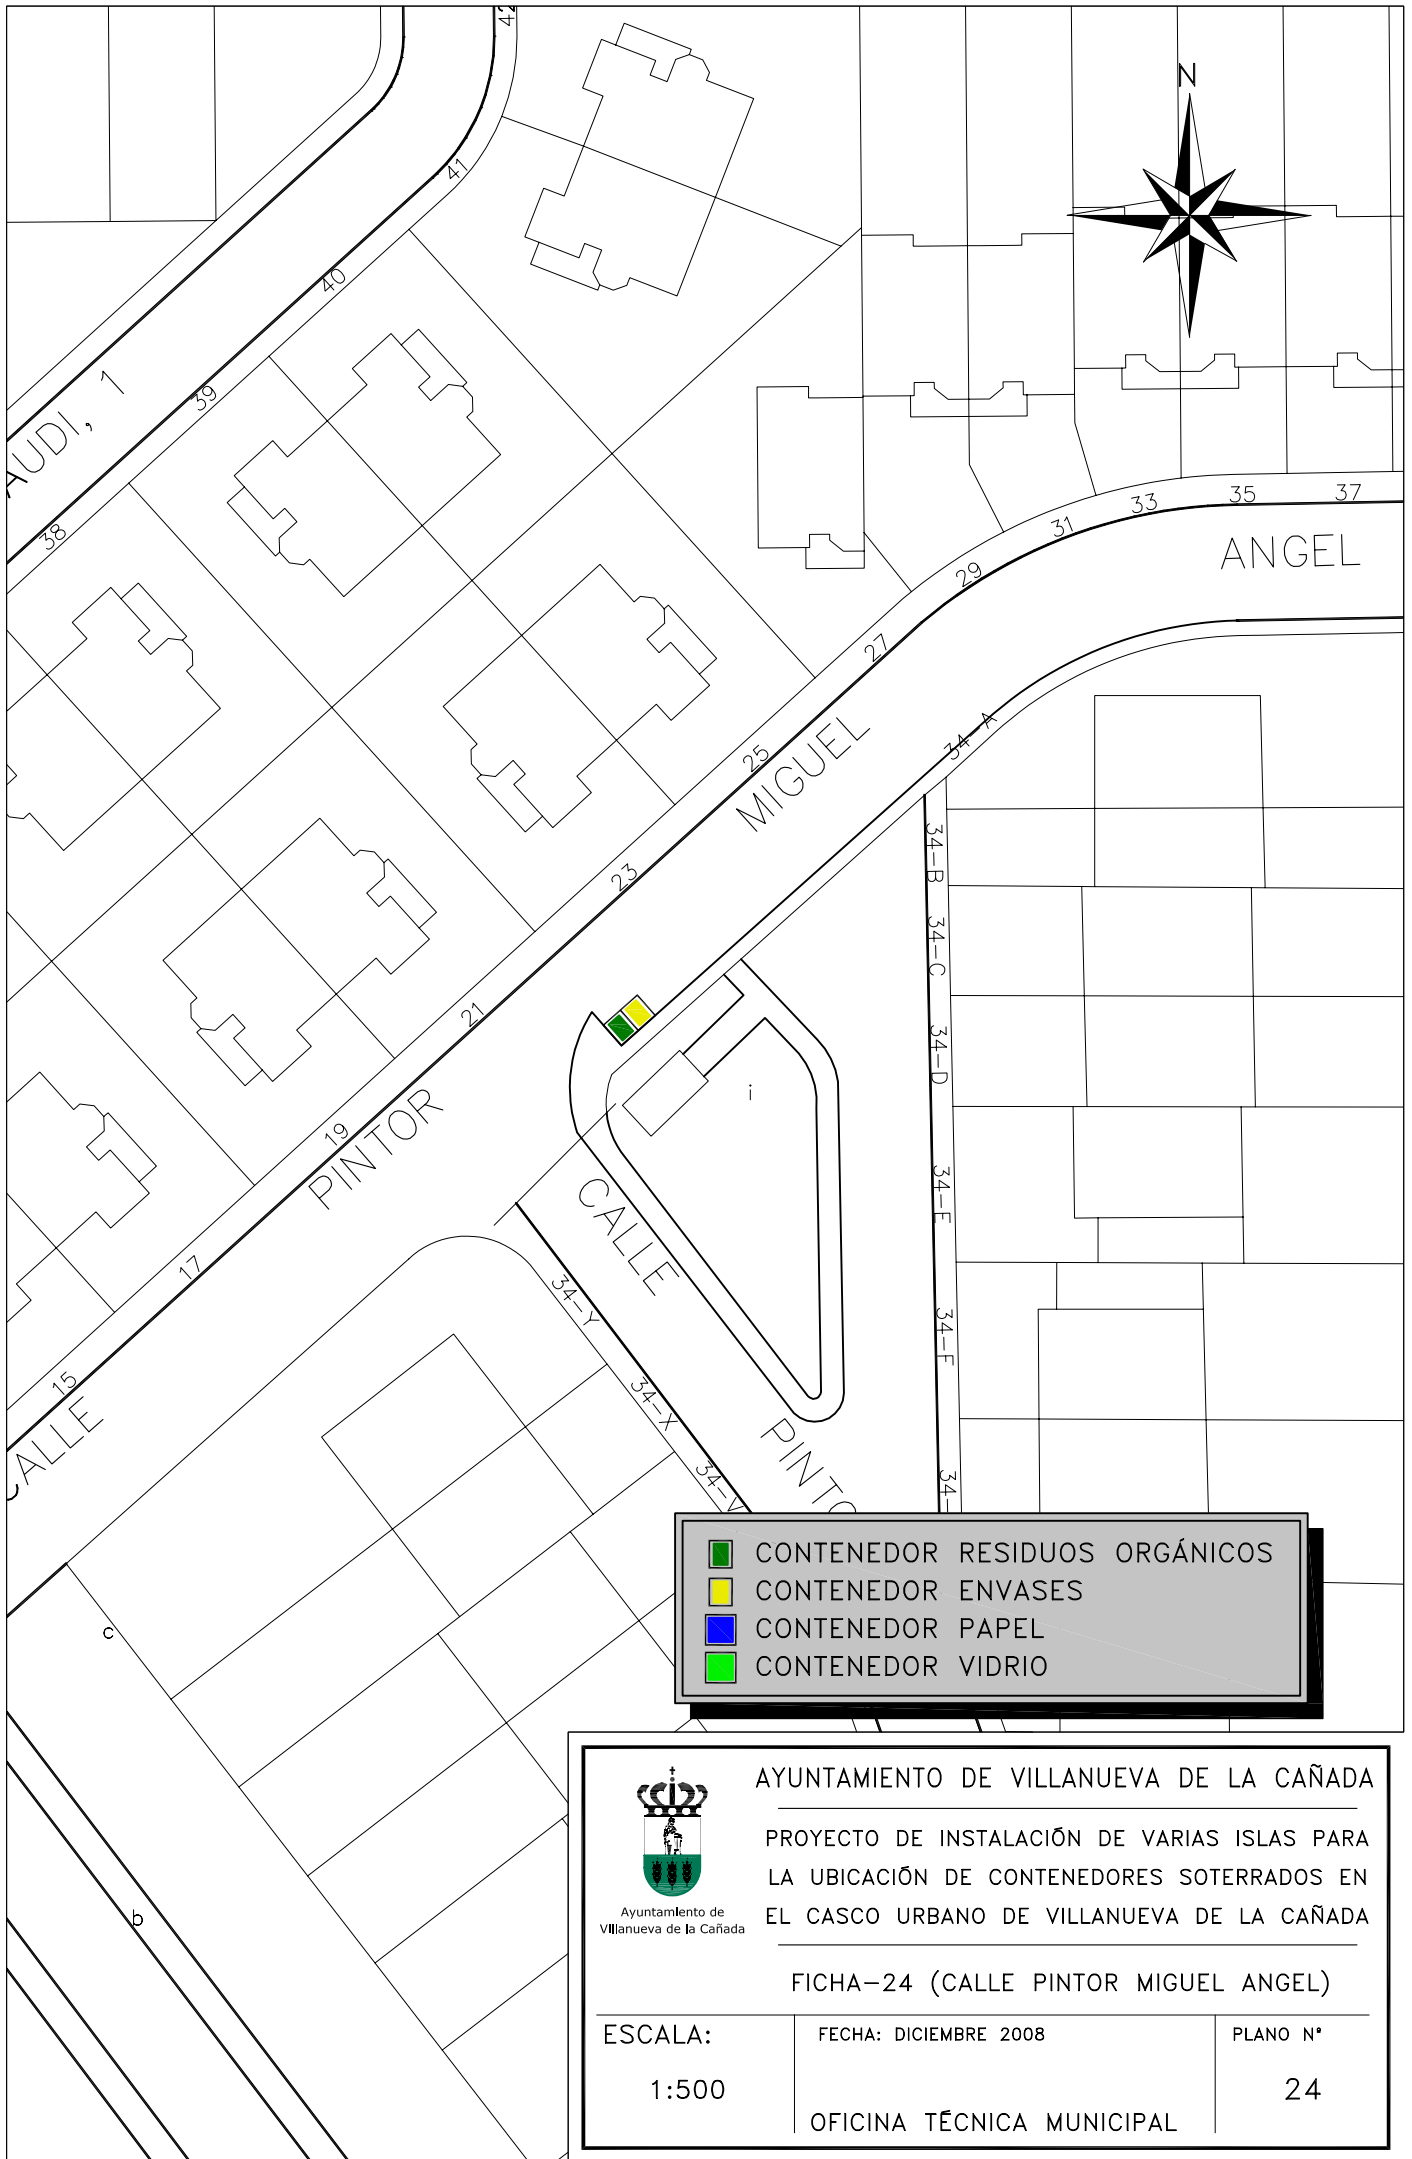 42
N
41
40
39
AUDI, 1
38
37
35
33
31
29
27
25
23
21
19
17
15
ANGEL
MIGUEL
PINTOR
CALLE
34 A
34-B
34-C
34-D
34-E
34-F
34-
i
CALLE
34-Y
34-X
34-V
c
b
CONTENEDOR RESIDUOS ORGÁNICOS
CONTENEDOR ENVASES
CONTENEDOR PAPEL
CONTENEDOR VIDRIO
AYUNTAMIENTO DE VILLANUEVA DE LA CAÑADA
PROYECTO DE INSTALACIÓN DE VARIAS ISLAS PARA
LA UBICACIÓN DE CONTENEDORES SOTERRADOS EN
EL CASCO URBANO DE VILLANUEVA DE LA CAÑADA
Ayuntamiento de
Villanueva de la Cañada
FICHA-24 (CALLE PINTOR MIGUEL ANGEL)
ESCALA:
1:500
FECHA: DICIEMBRE 2008
OFICINA TÉCNICA MUNICIPAL
PLANO Nº
24